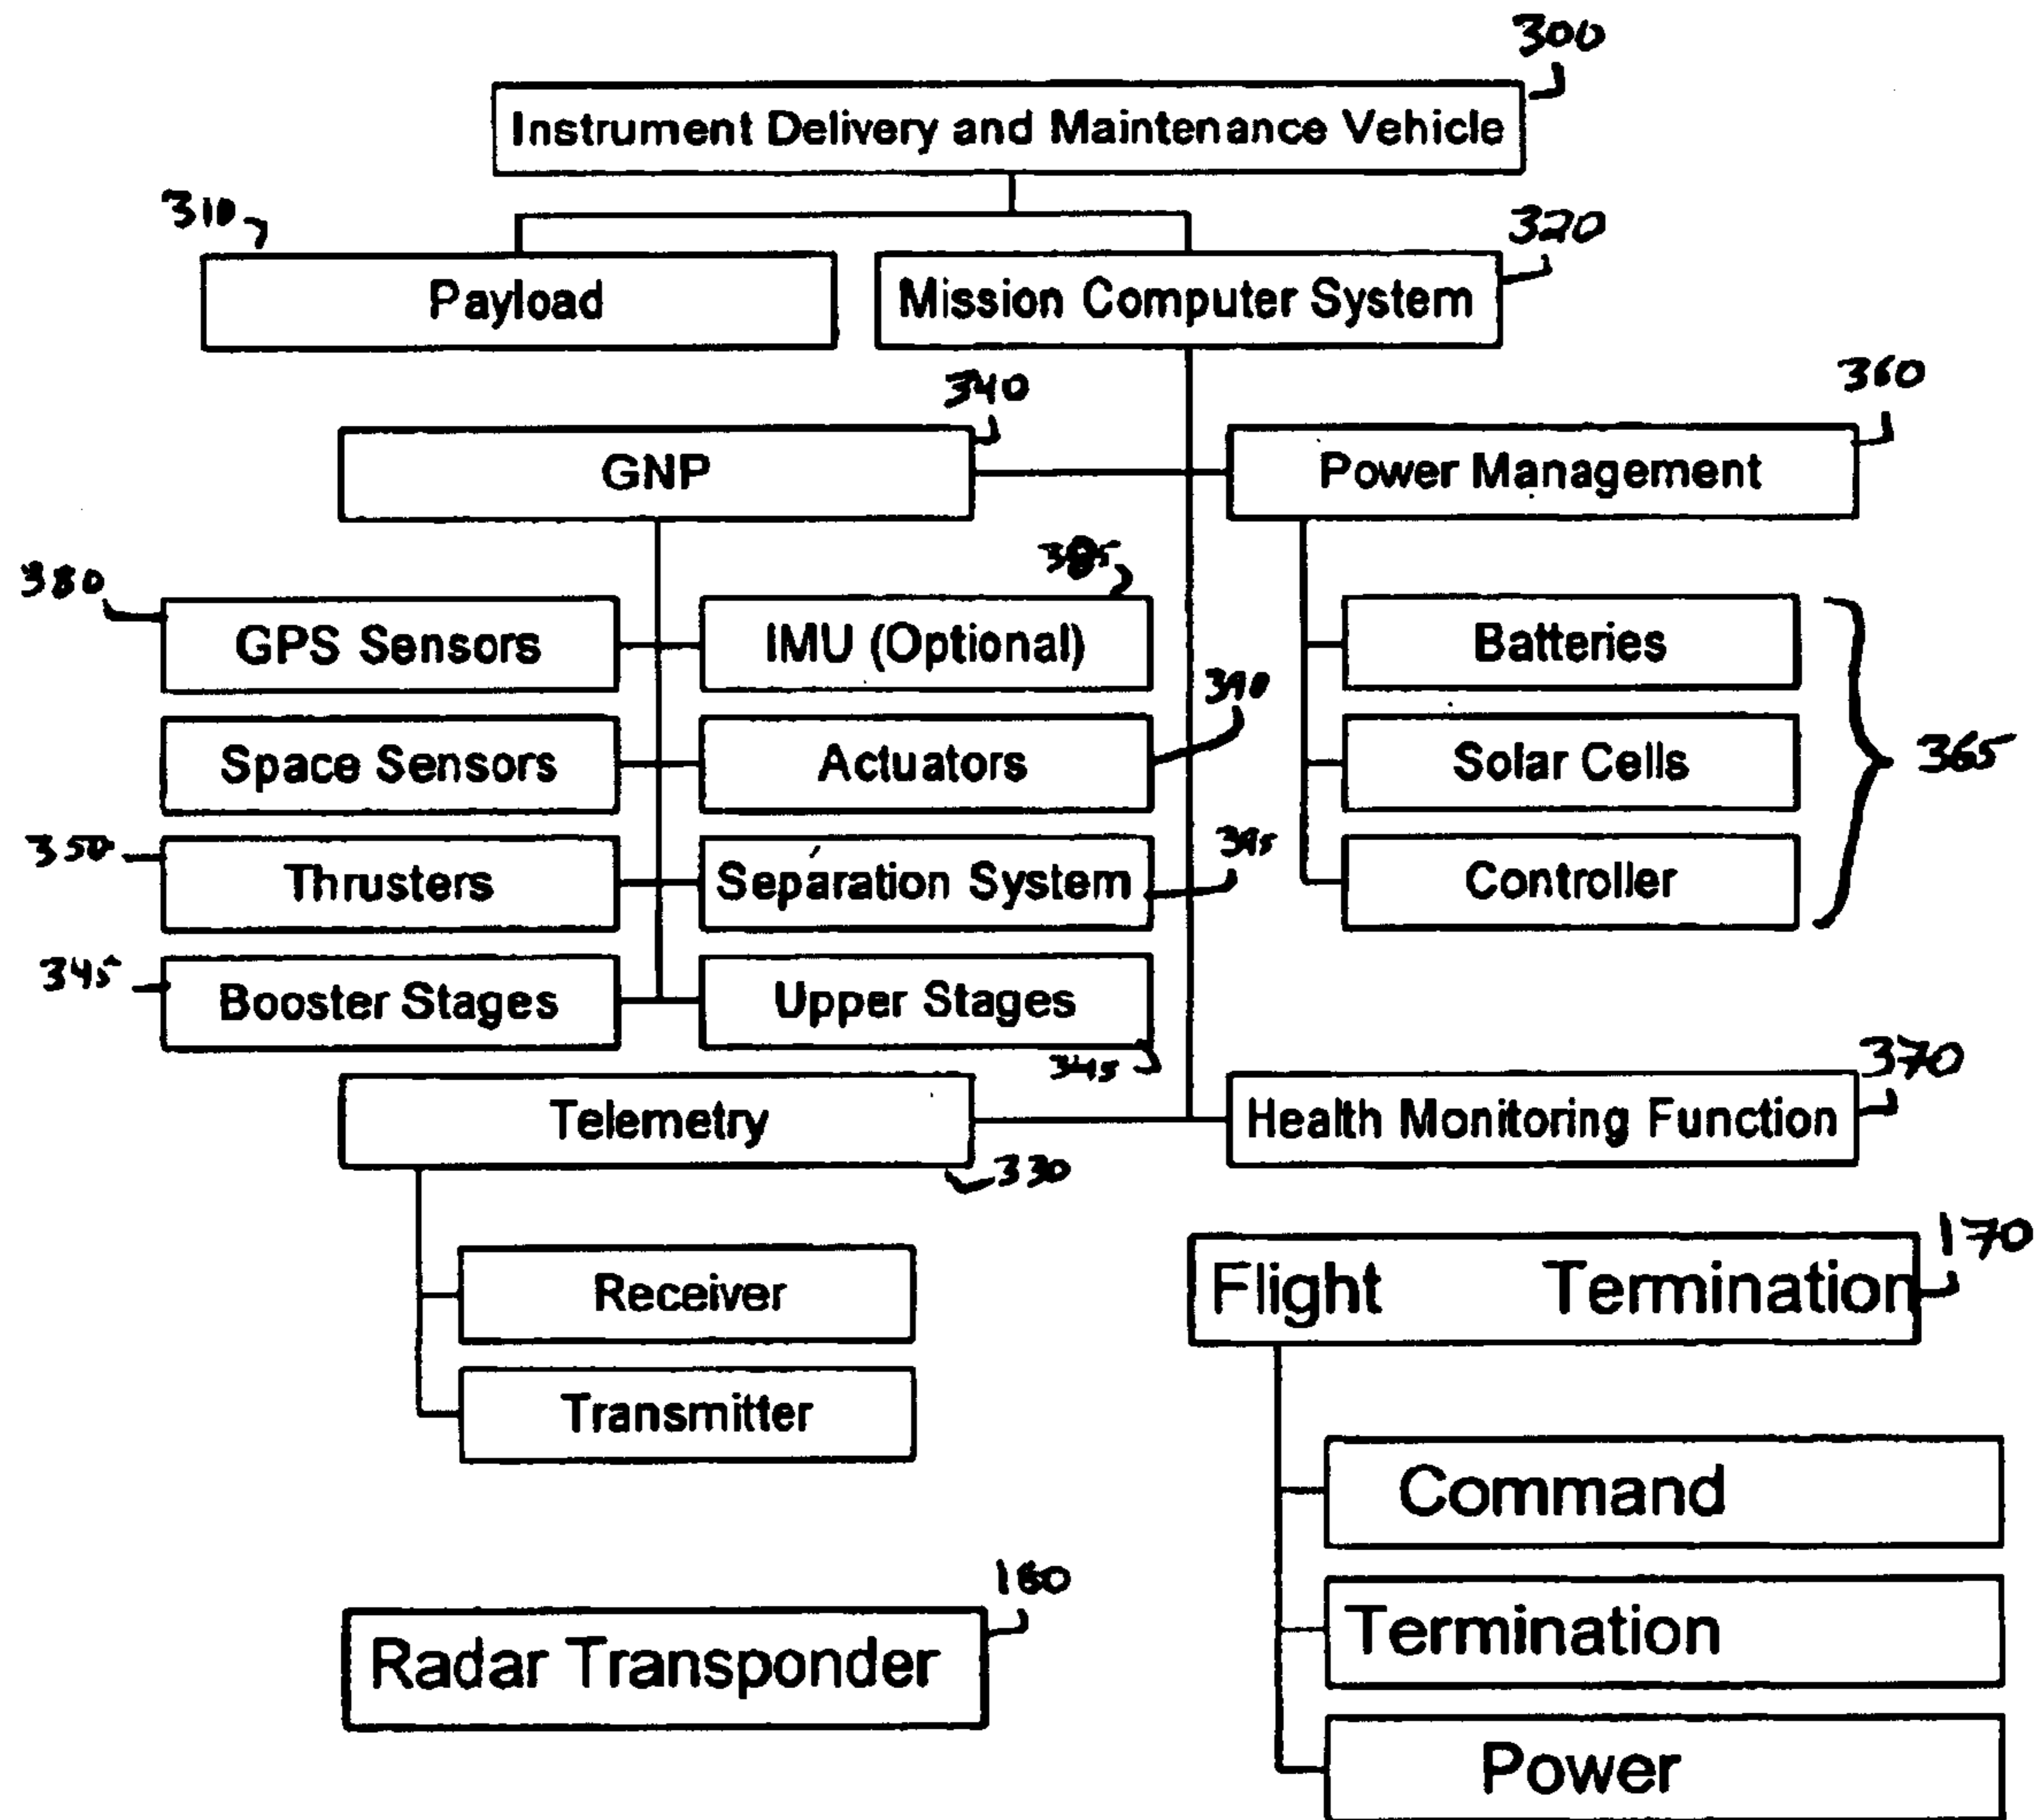 300
Instrument Delivery and Maintenance Vehicle
310
320
Payload
Mission Computer System
340
360
GNP
Power Management
380
385
GPS Sensors
IMU (Optional)
Batteries
390
Space Sensors
Actuators
Solar Cells
365
350
395
Thrusters
Separation System
Controller
345
Booster Stages
Upper Stages
345
370
Telemetry
Health Monitoring Function
330
170
Receiver
Flight Termination
Transmitter
Command
160
Termination
Radar Transponder
Power